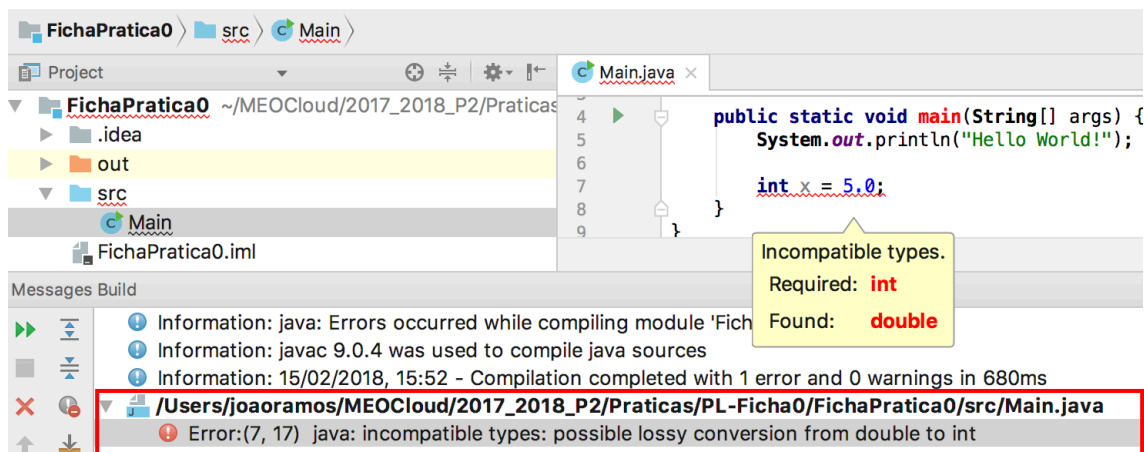 FichaPratica0 src Main
Project
Main.java
FichaPratica0 ~/MEOCloud/2017_2018_P2/Praticas
.idea
out
src
Main
FichaPratica0.iml
4 public static void main(String[] args) {
5 System.out.println("Hello World!");
6
7 int x = 5.0;
8 }
9 }
Incompatible types.
Required: int
Found: double
Messages Build
Information: java: Errors occurred while compiling module 'Fich
Information: javac 9.0.4 was used to compile java sources
Information: 15/02/2018, 15:52 - Compilation completed with 1 error and 0 warnings in 680ms
/Users/joaoramos/MEOCloud/2017_2018_P2/Praticas/PL-Ficha0/FichaPratica0/src/Main.java
Error:(7, 17) java: incompatible types: possible lossy conversion from double to int